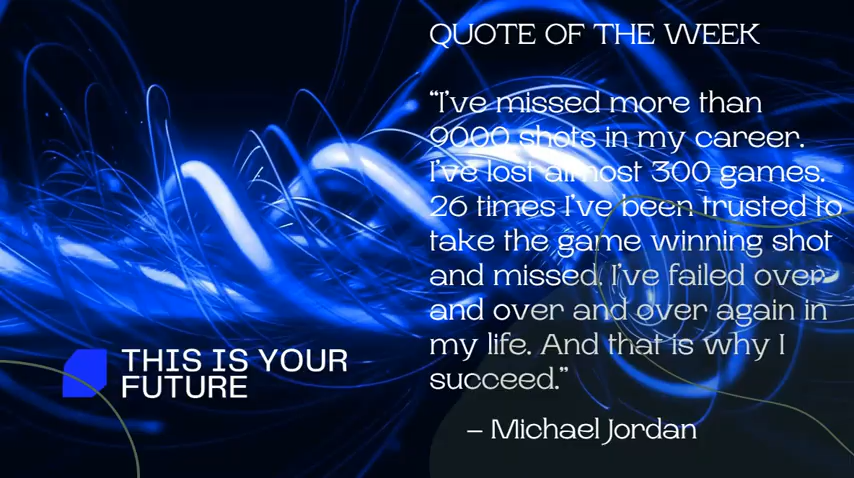 QUOTE OF THE WEEK
“I’ve missed more than
9000 shots in my career.
I’ve lost almost 300 games.
26 times I’ve been trusted to
take the game winning shot
and missed. I’ve failed over
and over and over again in
my life. And that is why I
succeed.”
– Michael Jordan
THIS IS YOUR
FUTURE